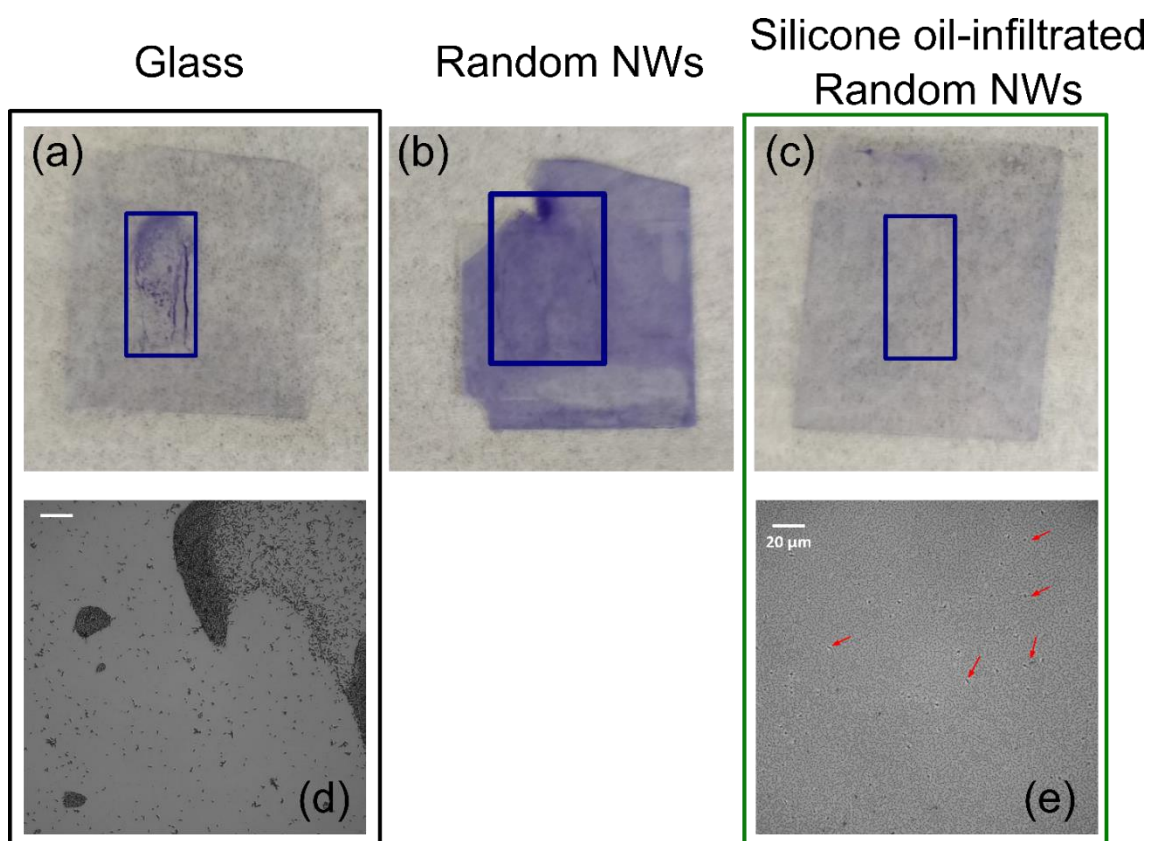 Glass
Random NWs
Silicone oil-infiltrated
Random NWs
(a)
(b)
(c)
(d)
20 µm
(e)